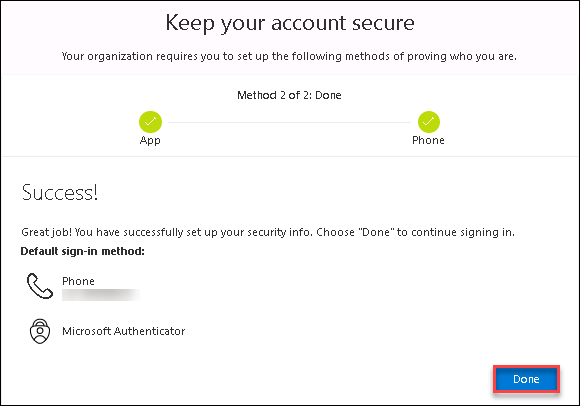 Keep your account secure
Your organization requires you to set up the following methods of proving who you are.
Method 2 of 2: Done
App
Phone
Success!
Great job! You have successfully set up your security info. Choose "Done" to continue signing in.
Default sign-in method:
Phone
Microsoft Authenticator
Done